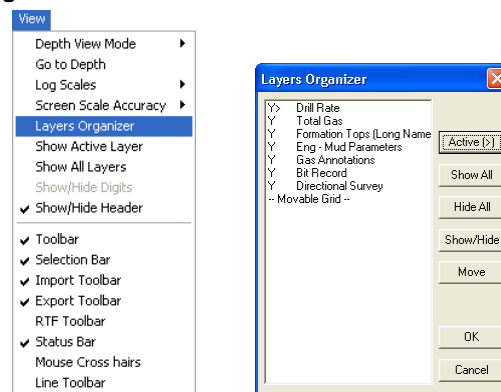 View
Depth View Mode
Go to Depth
Log Scales
Screen Scale Accuracy
Layers Organizer
Show Active Layer
Show All Layers
Show/Hide Digits
Show/Hide Header
Toolbar
Selection Bar
Import Toolbar
Export Toolbar
RTF Toolbar
Status Bar
Mouse Cross hairs
Line Toolbar
Layers Organizer
Y> Drill Rate
Y Total Gas
Y Formation Tops (Long Name
Y Eng - Mud Parameters
Y Gas Annotations
Y Bit Record
Y Directional Survey
-- Movable Grid --
Active (>)
Show All
Hide All
Show/Hide
Move
OK
Cancel